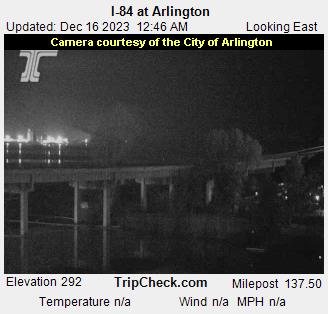 I-84 at Arlington
Updated: Dec 16 2023 12:46 AM Looking East
Camera courtesy of the City of Arlington
Elevation 292 TripCheck.com Milepost 137.50
Temperature n/a Wind n/a MPH n/a